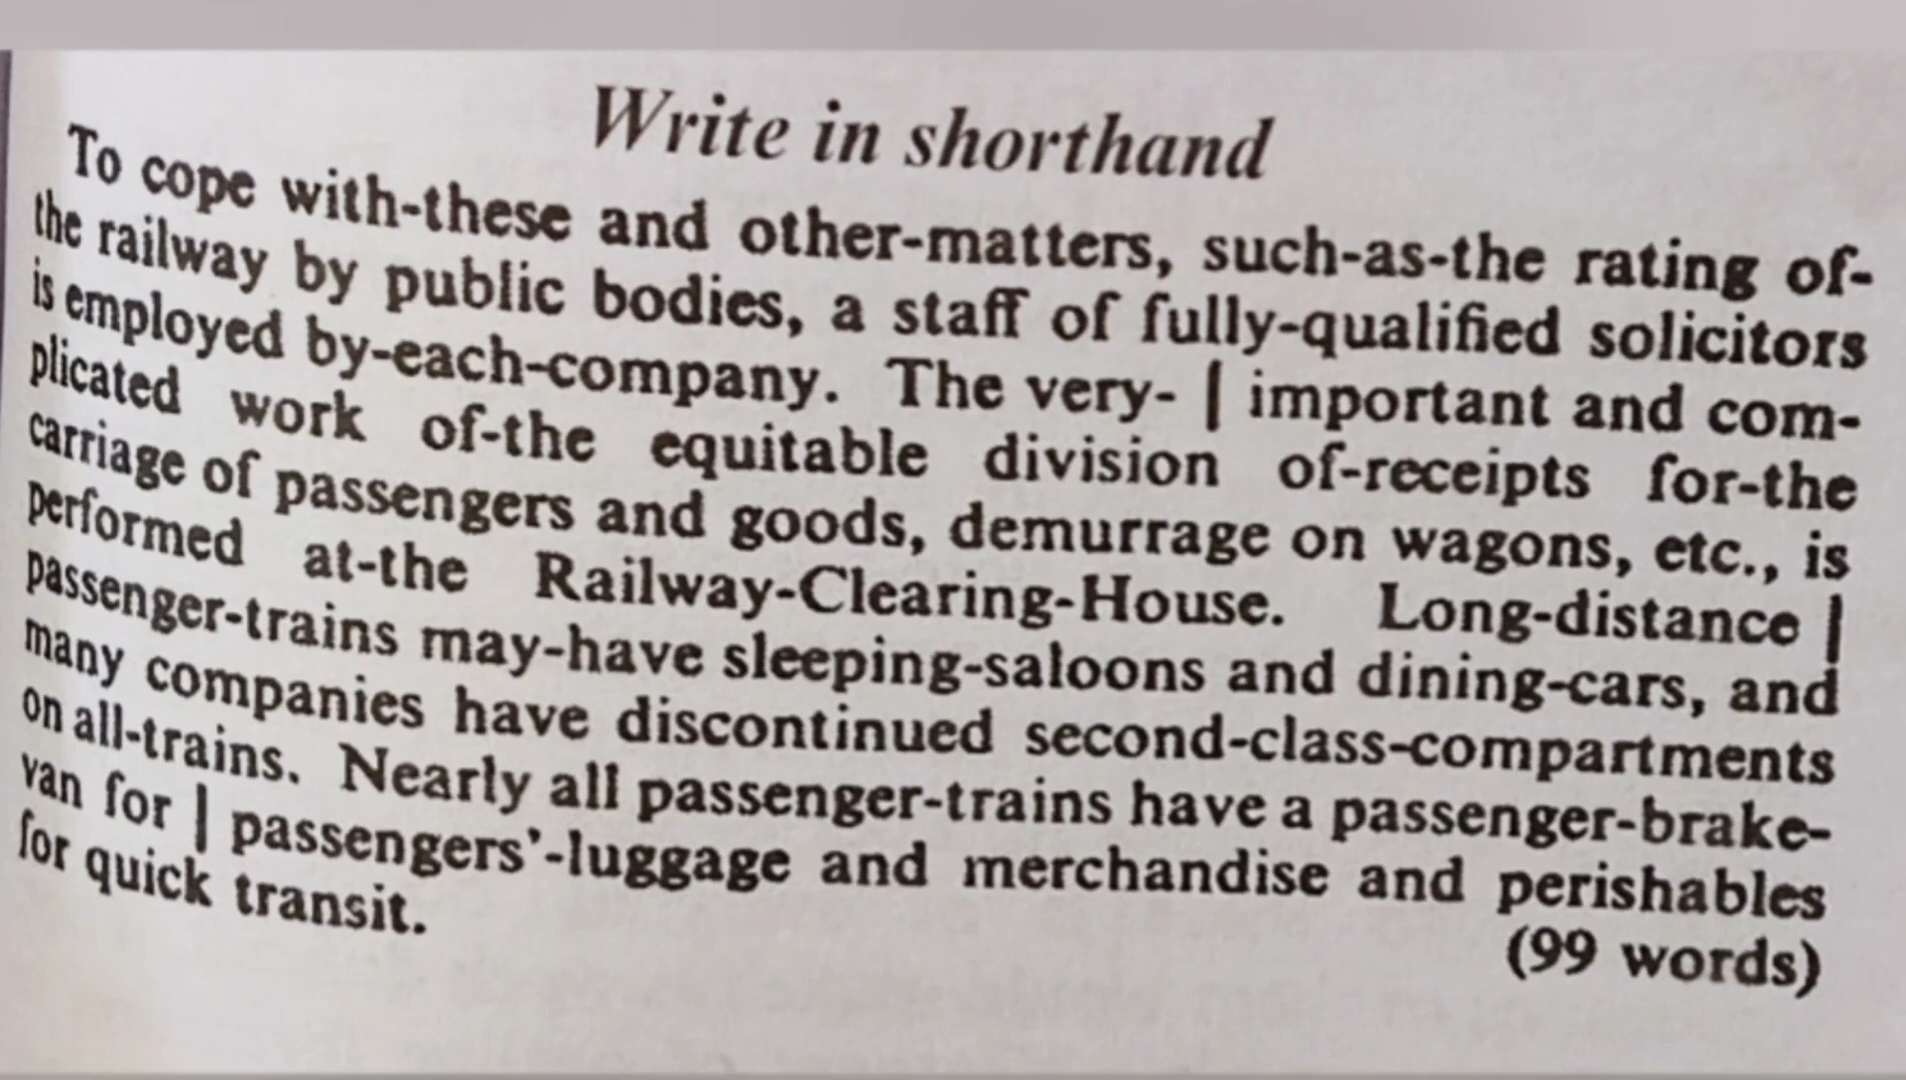 Write in shorthand
To cope with-these and other-matters, such-as-the rating of-
the railway by public bodies, a staff of fully-qualified solicitors
is employed by-each-company. The very- | important and com-
plicated work of-the equitable division of-receipts for-the
carriage of passengers and goods, demurrage on wagons, etc., is
performed at-the Railway-Clearing-House. Long-distance |
passenger-trains may-have sleeping-saloons and dining-cars, and
many companies have discontinued second-class-compartments
on all-trains. Nearly all passenger-trains have a passenger-brake-
van for | passengers'-luggage and merchandise and perishables
for quick transit.
(99 words)